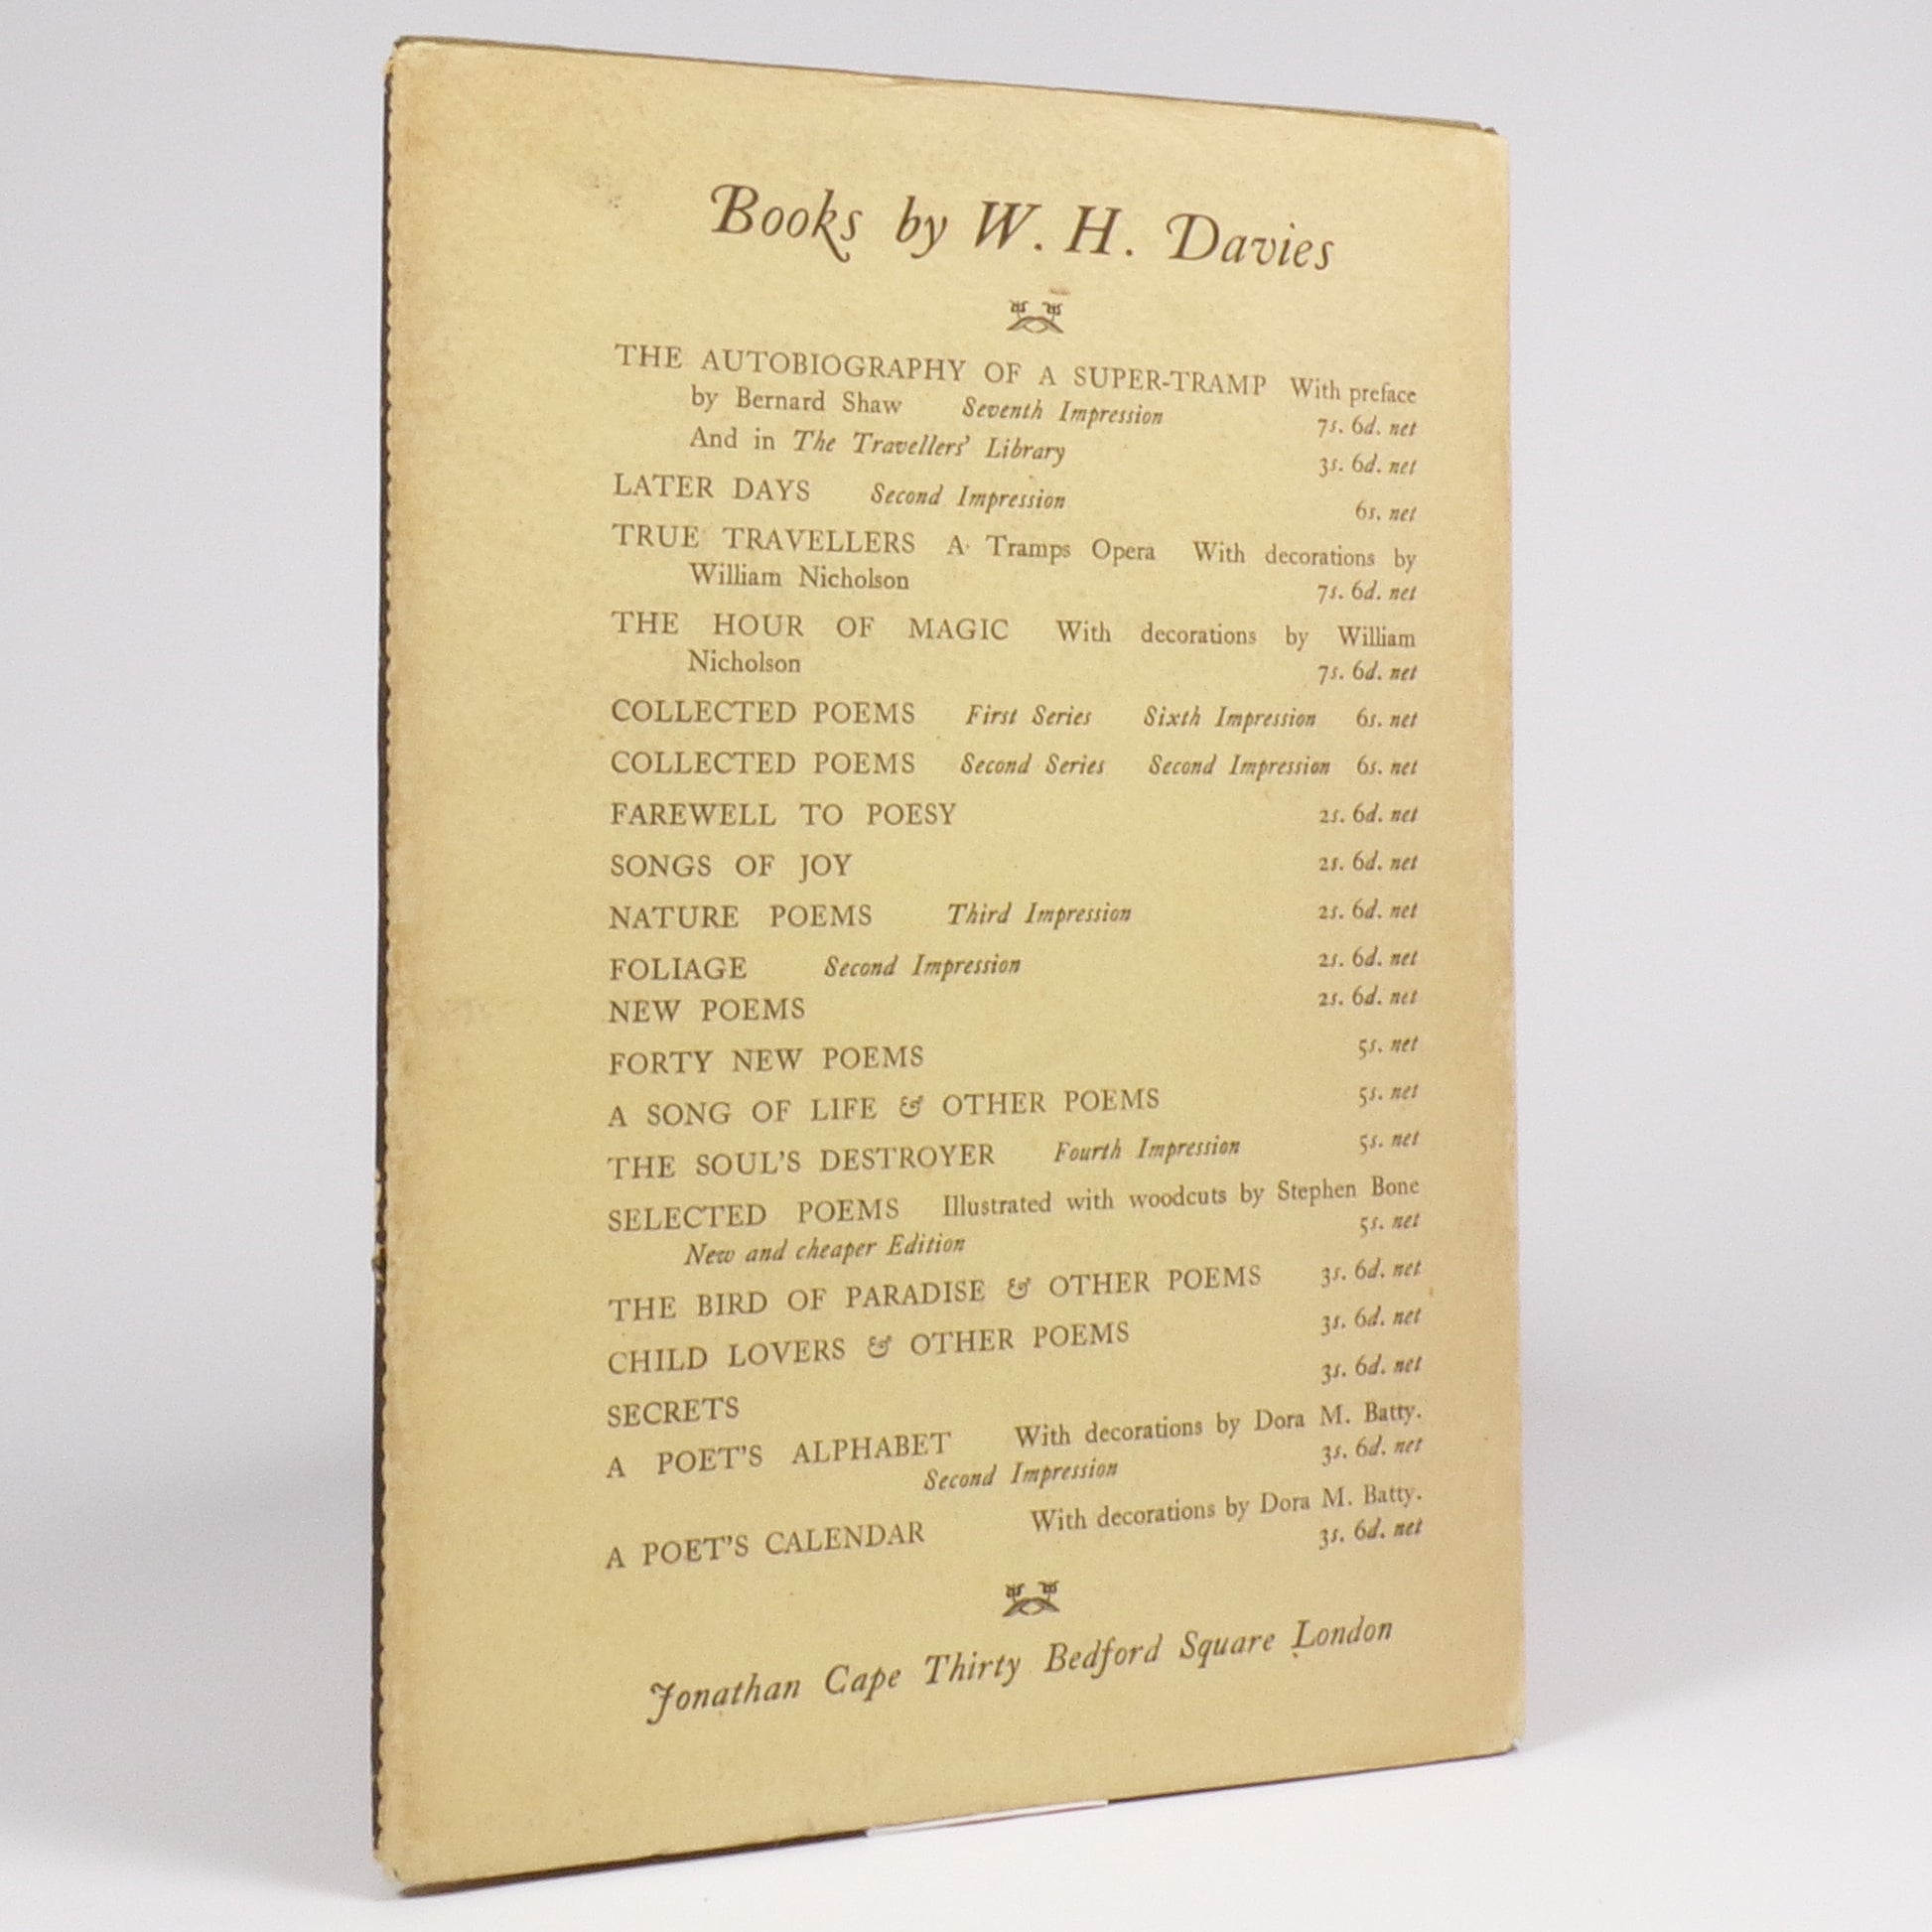 Books by W. H. Davies
THE AUTOBIOGRAPHY OF A SUPER-TRAMP With preface
by Bernard Shaw Seventh Impression 7s. 6d. net
And in The Travellers' Library 3s. 6d. net
LATER DAYS Second Impression 6s. net
TRUE TRAVELLERS A Tramps Opera With decorations by
William Nicholson 7s. 6d. net
THE HOUR OF MAGIC With decorations by William
Nicholson 7s. 6d. net
COLLECTED POEMS First Series Sixth Impression 6s. net
COLLECTED POEMS Second Series Second Impression 6s. net
FAREWELL TO POESY 2s. 6d. net
SONGS OF JOY 2s. 6d. net
NATURE POEMS Third Impression 2s. 6d. net
FOLIAGE Second Impression 2s. 6d. net
NEW POEMS 2s. 6d. net
FORTY NEW POEMS 5s. net
A SONG OF LIFE & OTHER POEMS 5s. net
THE SOUL'S DESTROYER Fourth Impression 5s. net
SELECTED POEMS Illustrated with woodcuts by Stephen Bone
New and cheaper Edition 5s. net
THE BIRD OF PARADISE & OTHER POEMS 3s. 6d. net
CHILD LOVERS & OTHER POEMS 3s. 6d. net
SECRETS 3s. 6d. net
A POET'S ALPHABET With decorations by Dora M. Batty.
Second Impression 3s. 6d. net
A POET'S CALENDAR With decorations by Dora M. Batty.
3s. 6d. net
Jonathan Cape Thirty Bedford Square London